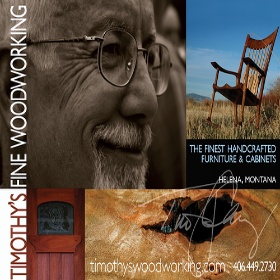 TIMOTHY'S FINE WOODWORKING
THE FINEST HANDCRAFTED
FURNITURE & CABINETS
HELENA, MONTANA
timothyswoodworking.com 406.449.2730